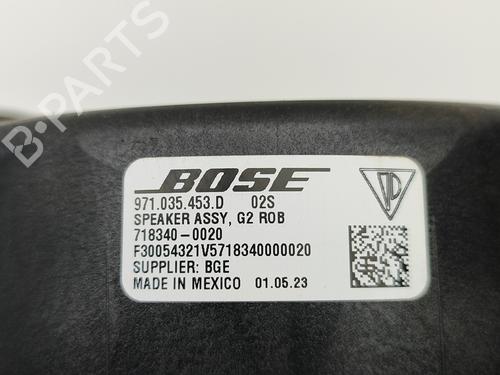 B-PARTS
BOSE
971.035.453.D 02S
SPEAKER ASSY, G2 ROB
718340-0020
F30054321V5718340000020
SUPPLIER: BGE
MADE IN MEXICO 01.05.23